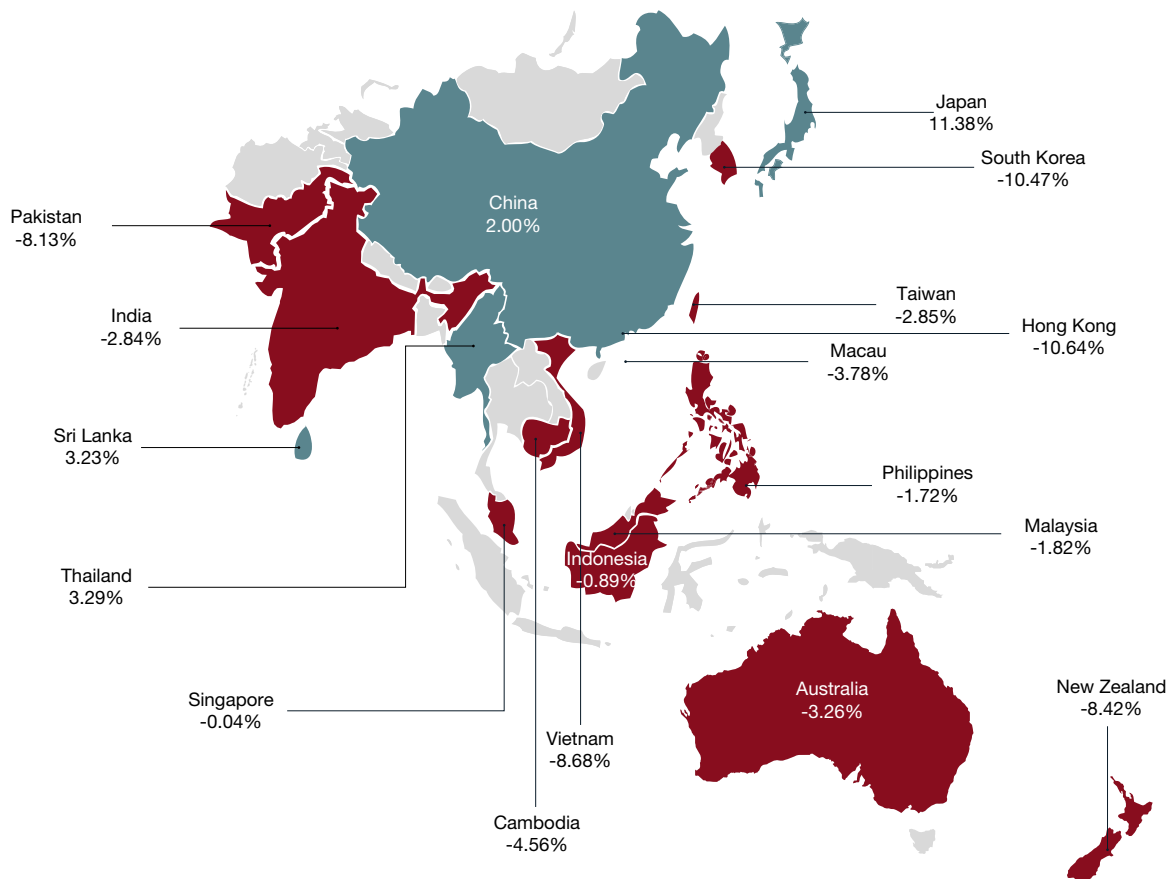 Japan
11.38%
South Korea
-10.47%
China
2.00%
Pakistan
-8.13%
Taiwan
-2.85%
India
-2.84%
Hong Kong
-10.64%
Macau
-3.78%
Sri Lanka
3.23%
Philippines
-1.72%
Malaysia
-1.82%
Indonesia
-0.89%
Thailand
3.29%
Singapore
-0.04%
Australia
-3.26%
New Zealand
-8.42%
Vietnam
-8.68%
Cambodia
-4.56%